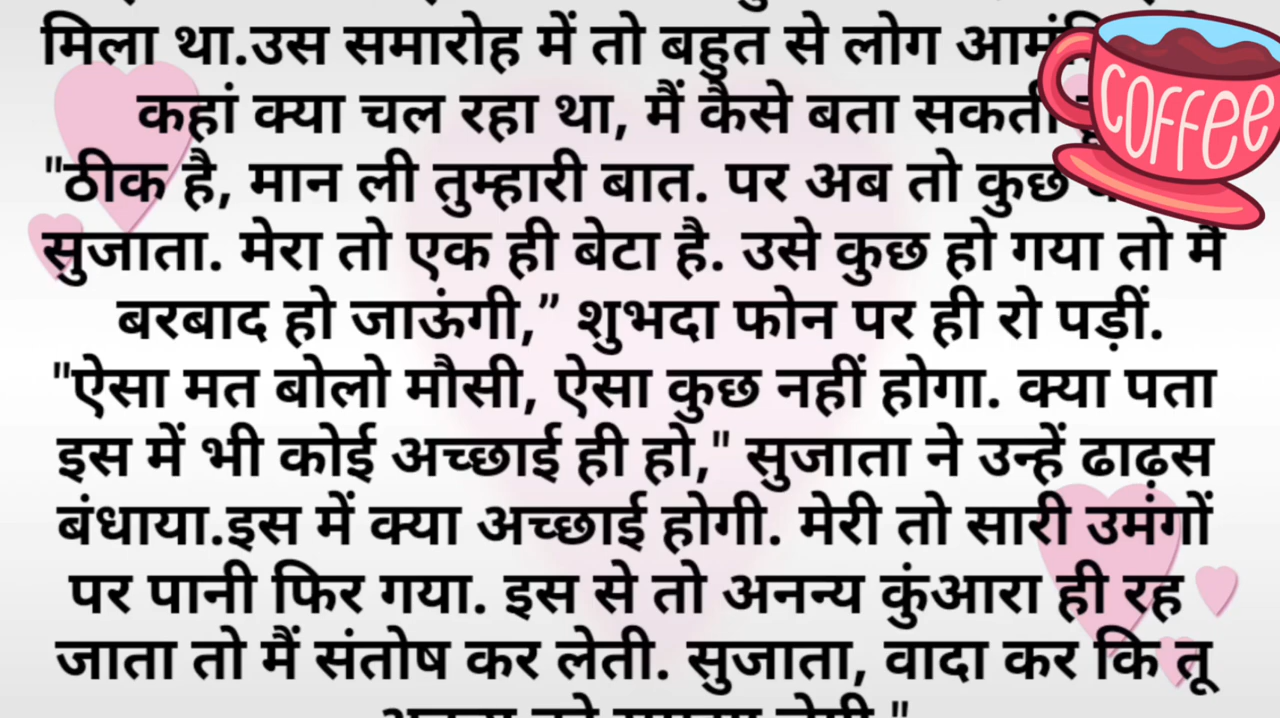 मिला था.उस समारोह में तो बहुत से लोग
कहां क्या चल रहा था, मैं कैसे बता सकती
"ठीक है, मान ली तुम्हारी बात. पर अब तो कुछ
सुजाता. मेरा तो एक ही बेटा है. उसे कुछ हो गया तो मैं
बरबाद हो जाऊंगी,” शुभदा फोन पर ही रो पड़ीं.
"ऐसा मत बोलो मौसी, ऐसा कुछ नहीं होगा. क्या पता
इस में भी कोई अच्छाई ही हो," सुजाता ने उन्हें ढाढ़स
बंधाया.इस में क्या अच्छाई होगी. मेरी तो सारी उमंगों
पर पानी फिर गया. इस से तो अनन्य कुंआरा ही रह
जाता तो मैं संतोष कर लेती. सुजाता, वादा कर कि तू
COFFEE